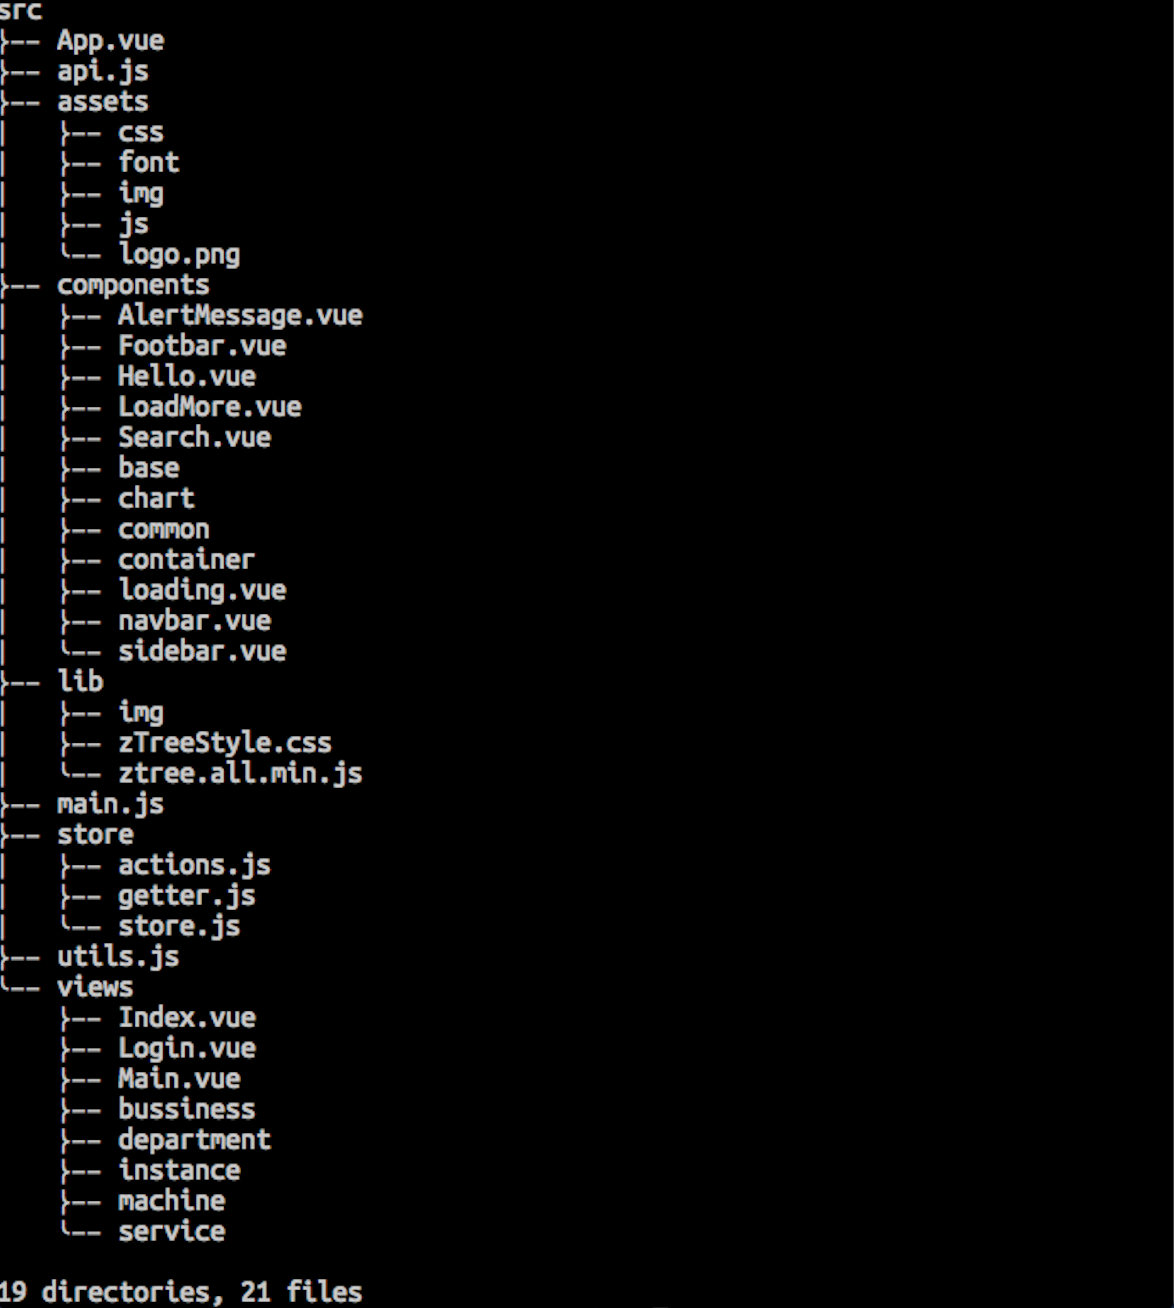 src
├── App.vue
├── api.js
├── assets
│   ├── css
│   ├── font
│   ├── img
│   ├── js
│   └── logo.png
├── components
│   ├── AlertMessage.vue
│   ├── Footbar.vue
│   ├── Hello.vue
│   ├── LoadMore.vue
│   ├── Search.vue
│   ├── base
│   ├── chart
│   ├── common
│   ├── container
│   ├── loading.vue
│   ├── navbar.vue
│   └── sidebar.vue
├── lib
│   ├── img
│   ├── zTreeStyle.css
│   └── ztree.all.min.js
├── main.js
├── store
│   ├── actions.js
│   ├── getter.js
│   └── store.js
├── utils.js
└── views
    ├── Index.vue
    ├── Login.vue
    ├── Main.vue
    ├── bussiness
    ├── department
    ├── instance
    ├── machine
    └── service
19 directories, 21 files